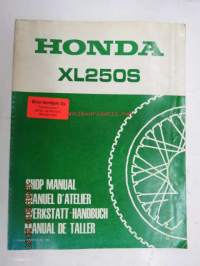 HONDA
XL250S
SHOP MANUAL
MANUEL D'ATELIER
WERKSTATT-HANDBUCH
MANUAL DE TALLER